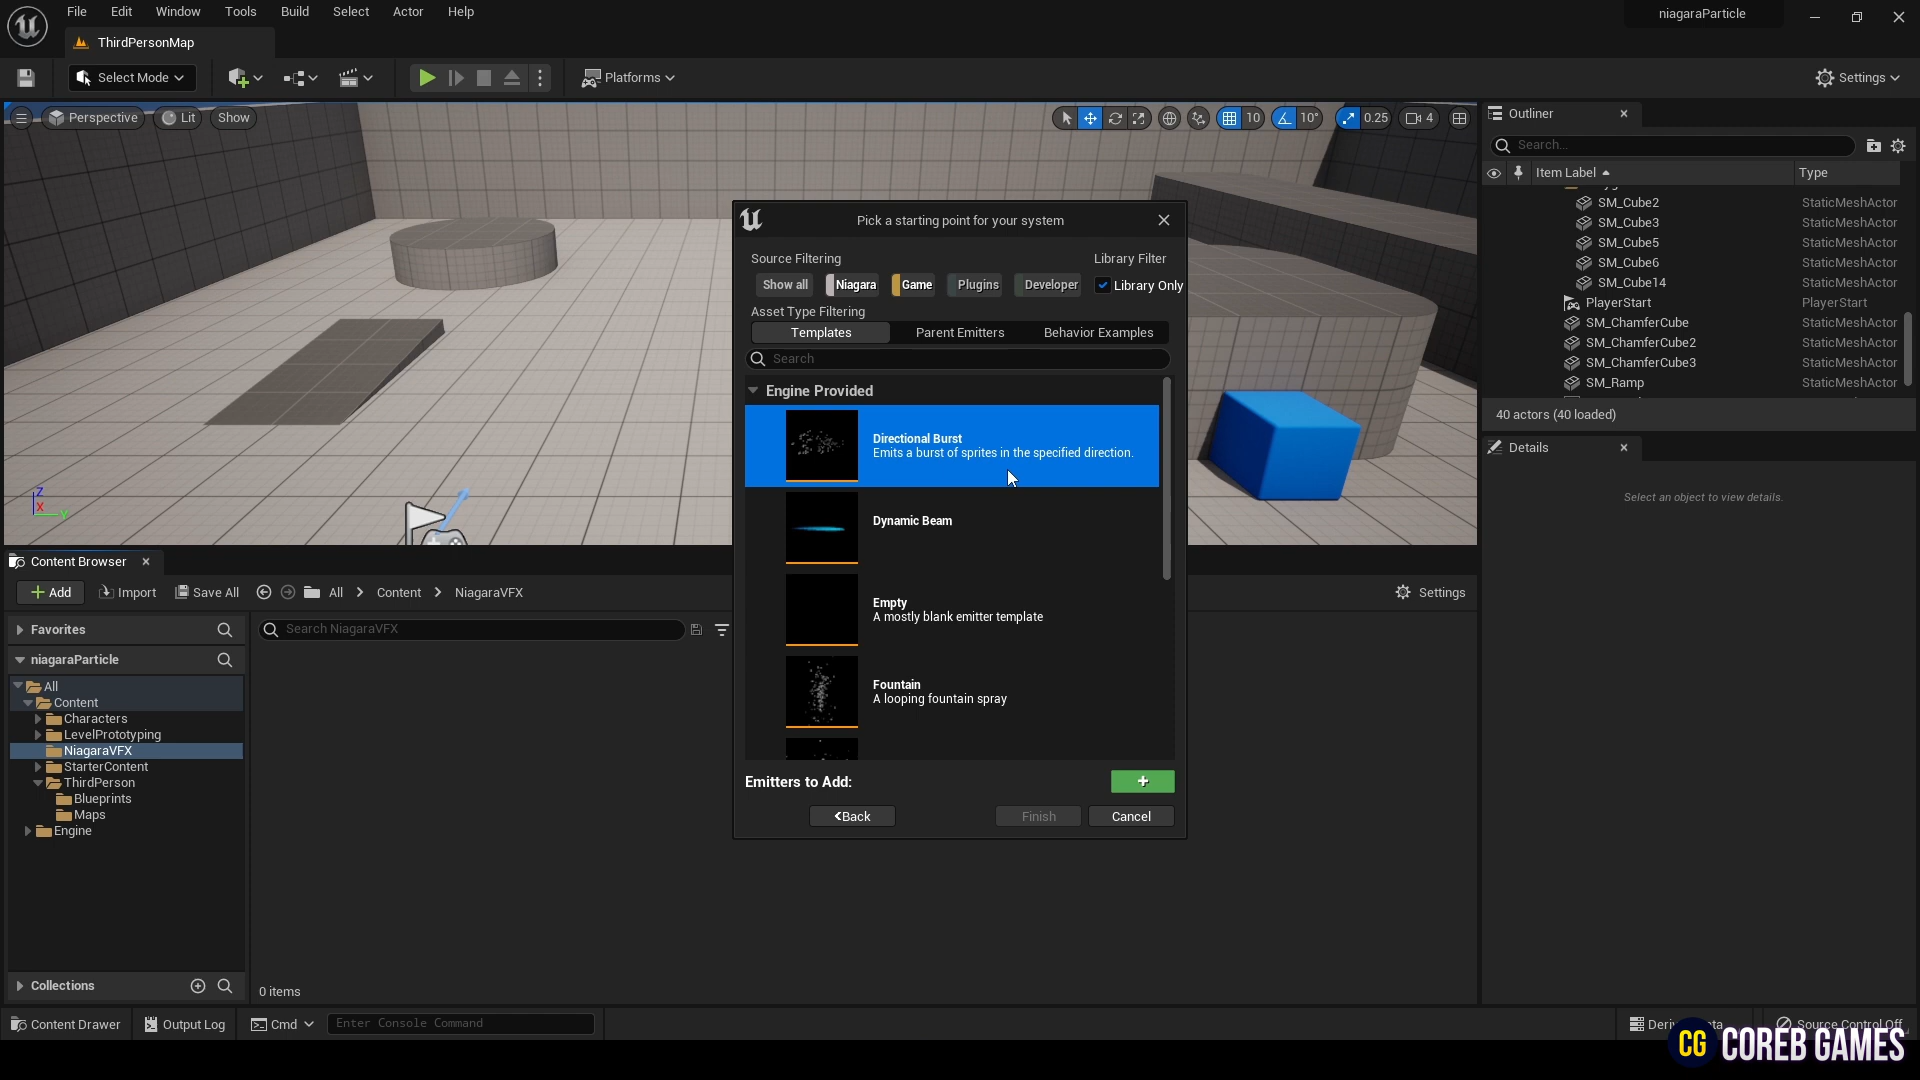 File Edit Window Tools Build Select Actor Help
niagaraParticle
ThirdPersonMap
Select Mode
Platforms
Settings
Perspective Lit Show
10 10° 0.25 4
Outliner
Search...
Item Label Type
SM_Cube2 StaticMeshActor
SM_Cube3 StaticMeshActor
SM_Cube5 StaticMeshActor
SM_Cube6 StaticMeshActor
SM_Cube14 StaticMeshActor
PlayerStart PlayerStart
SM_ChamferCube StaticMeshActor
SM_ChamferCube2 StaticMeshActor
SM_ChamferCube3 StaticMeshActor
SM_Ramp StaticMeshActor
40 actors (40 loaded)
Details
Select an object to view details.
Pick a starting point for your system
Source Filtering Library Filter
Show all Niagara Game Plugins Developer Library Only
Asset Type Filtering
Templates Parent Emitters Behavior Examples
Search
Engine Provided
Directional Burst
Emits a burst of sprites in the specified direction.
Dynamic Beam
Empty
A mostly blank emitter template
Fountain
A looping fountain spray
Emitters to Add:
Back Finish Cancel
Z
X
Y
Content Browser
Add Import Save All All Content NiagaraVFX Settings
Favorites
Search NiagaraVFX
niagaraParticle
All
Content
Characters
LevelPrototyping
NiagaraVFX
StarterContent
ThirdPerson
Blueprints
Maps
Engine
Collections
0 items
Content Drawer Output Log Cmd Enter Console Command
Source Control Off
CG COREB GAMES